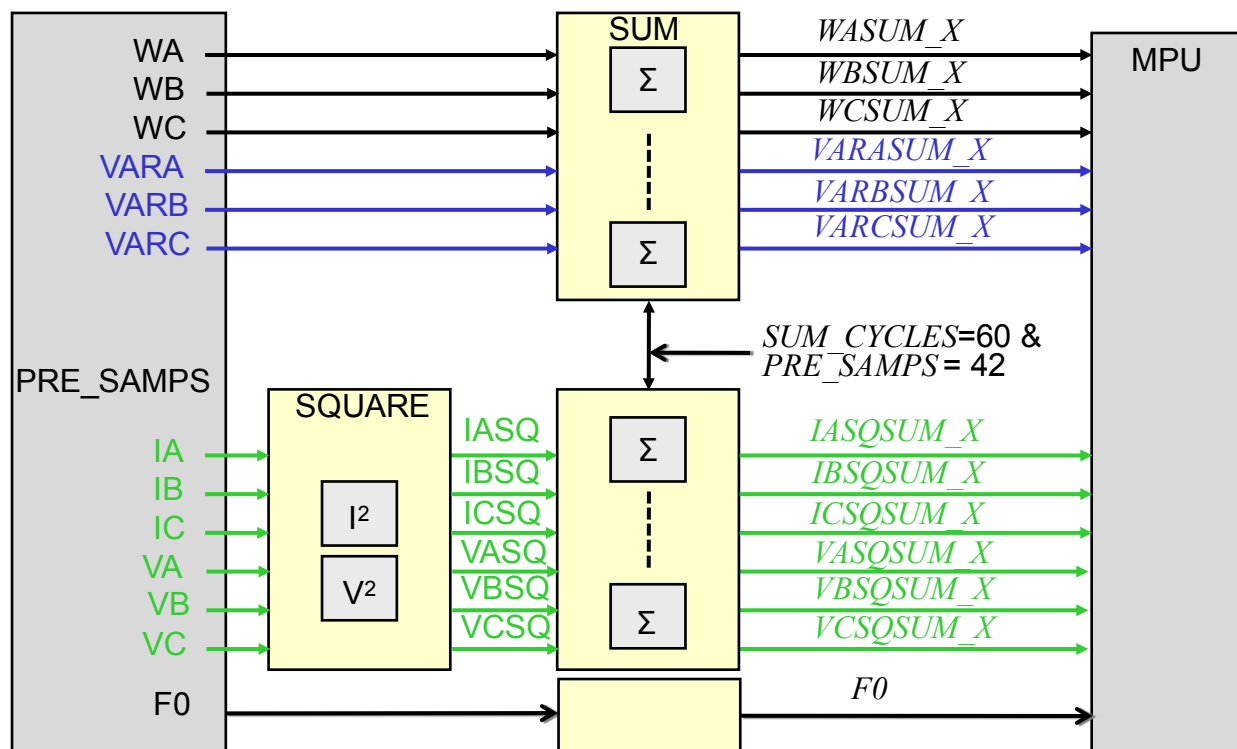 SUM
MPU
WA
WB
WC
VARA
VARB
VARC
Σ
Σ
WASUM_X
WBSUM_X
WCSUM_X
VARASUM_X
VARBSUM_X
VARCSUM_X
SUM_CYCLES=60 &
PRE_SAMPS = 42
PRE_SAMPS
SQUARE
IA
IB
IC
VA
VB
VC
I²
V²
IASQ
IBSQ
ICSQ
VASQ
VBSQ
VCSQ
Σ
Σ
IASQSUM_X
IBSQSUM_X
ICSQSUM_X
VASQSUM_X
VBSQSUM_X
VCSQSUM_X
F0
F0